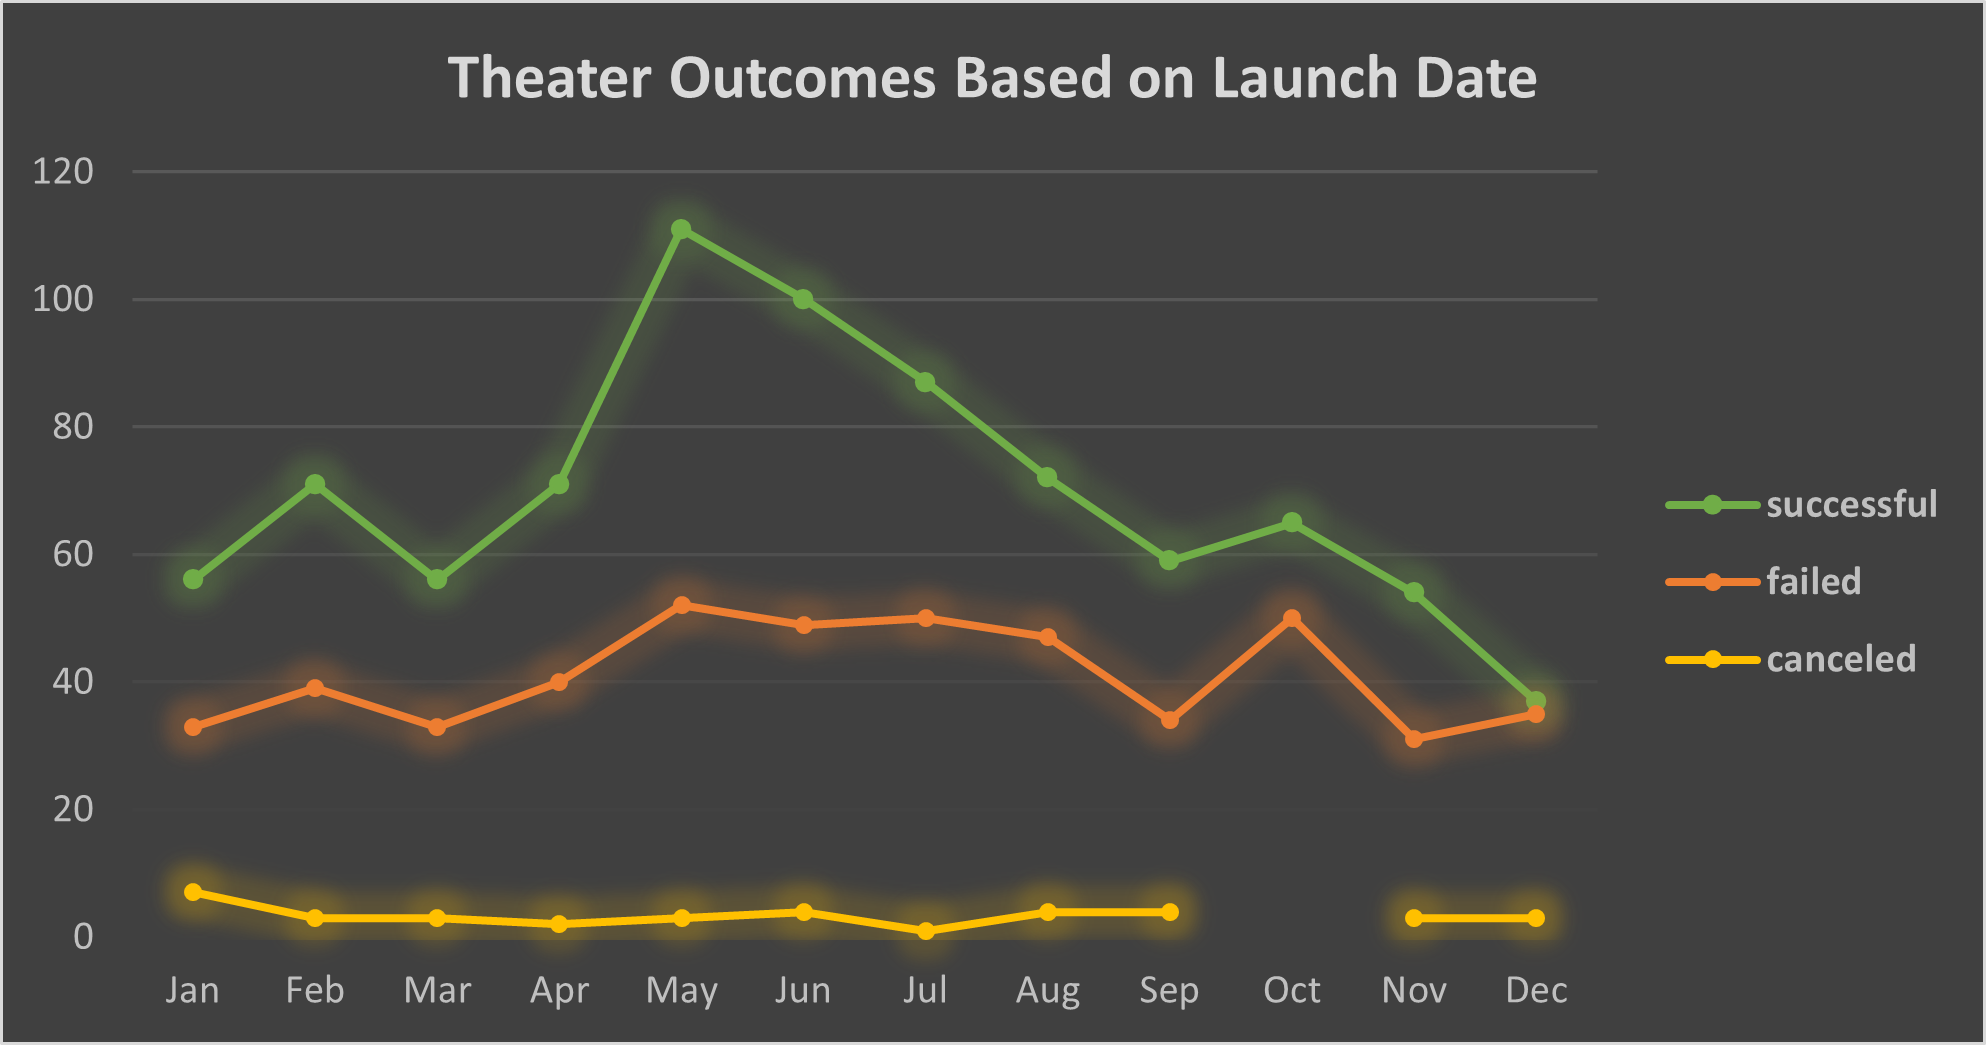 Theater Outcomes Based on Launch Date
120
100
80
60
40
20
0
Jan Feb Mar Apr May Jun Jul Aug Sep Oct Nov Dec
successful
failed
canceled